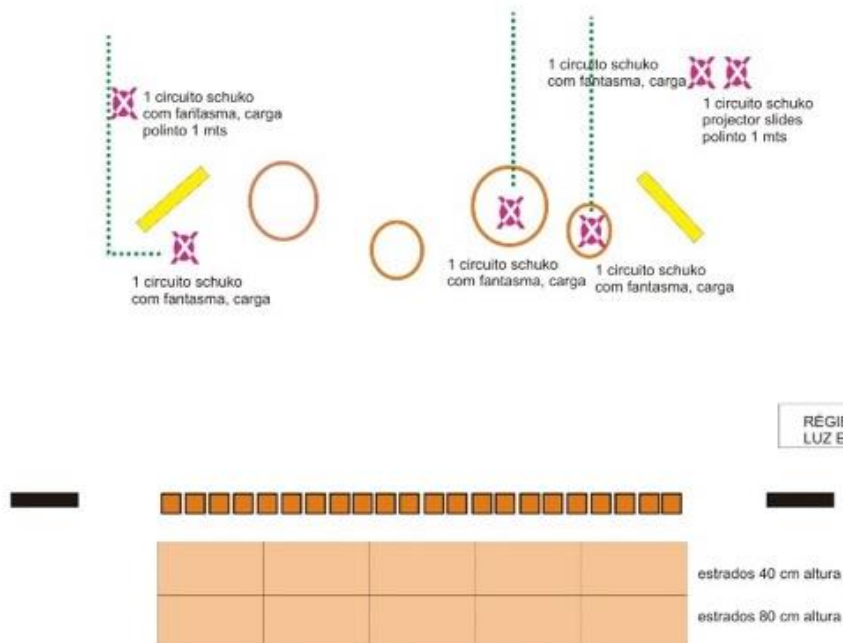 1 circuito schuko
com fantasma, carga
1 circuito schuko
com fantasma, carga
polinto 1 mts
1 circuito schuko
projector slides
polinto 1 mts
1 circuito schuko
com fantasma, carga
1 circuito schuko
com fantasma, carga
1 circuito schuko
com fantasma, carga
RÉGIE
LUZ E
estrados 40 cm altura
estrados 80 cm altura